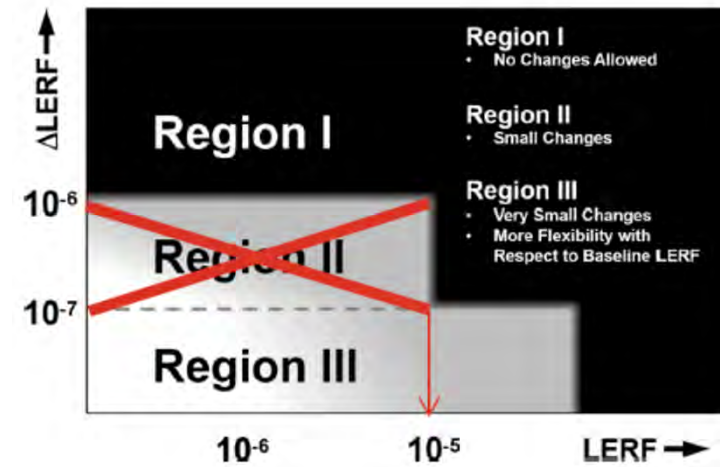 ΔLERF→
Region I
• No Changes Allowed
Region II
• Small Changes
Region III
• Very Small Changes
• More Flexibility with
Respect to Baseline LERF
Region I
10-6
Region II
10-7
Region III
10-6
10-5
LERF→